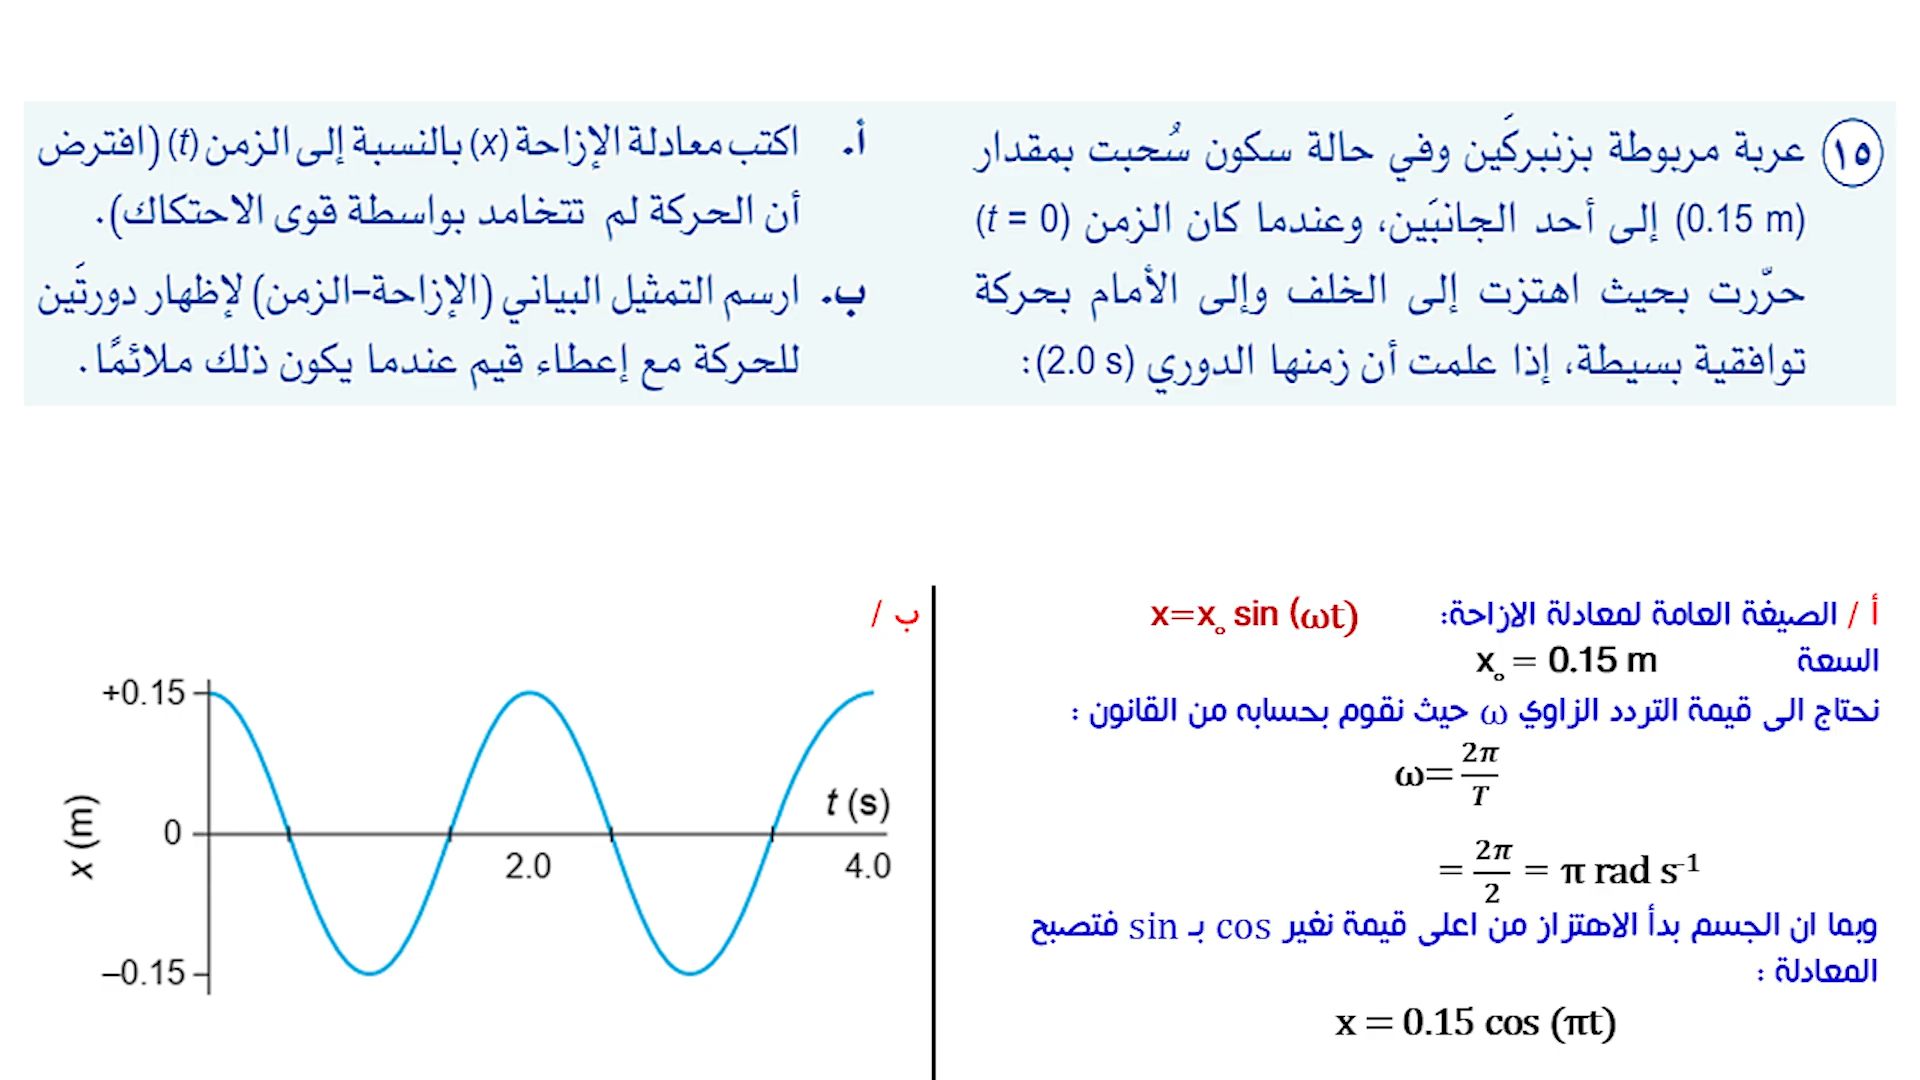 ١٥ عربة مربوطة بزنبركَين وفي حالة سكون سُحبت بمقدار
(0.15 m) إلى أحد الجانبَين، وعندما كان الزمن (t = 0)
حرّرت بحيث اهتزت إلى الخلف وإلى الأمام بحركة
توافقية بسيطة، إذا علمت أن زمنها الدوري (2.0 s):
أ. اكتب معادلة الإزاحة (x) بالنسبة إلى الزمن (t) (افترض
أن الحركة لم تتخامد بواسطة قوى الاحتكاك).
ب. ارسم التمثيل البياني (الإزاحة–الزمن) لإظهار دورتَين
للحركة مع إعطاء قيم عندما يكون ذلك ملائمًا.
أ / الصيغة العامة لمعادلة الازاحة: x=x₀ sin (ωt)
السعة x₀ = 0.15 m
نحتاج الى قيمة التردد الزاوي ω حيث نقوم بحسابه من القانون :
ω= 2π/T
= 2π/2 = π rad s⁻¹
وبما ان الجسم بدأ الاهتزاز من اعلى قيمة نغير cos بـ sin فتصبح
المعادلة :
x = 0.15 cos (πt)
ب /
+0.15
t (s)
x (m)
0
2.0
4.0
–0.15